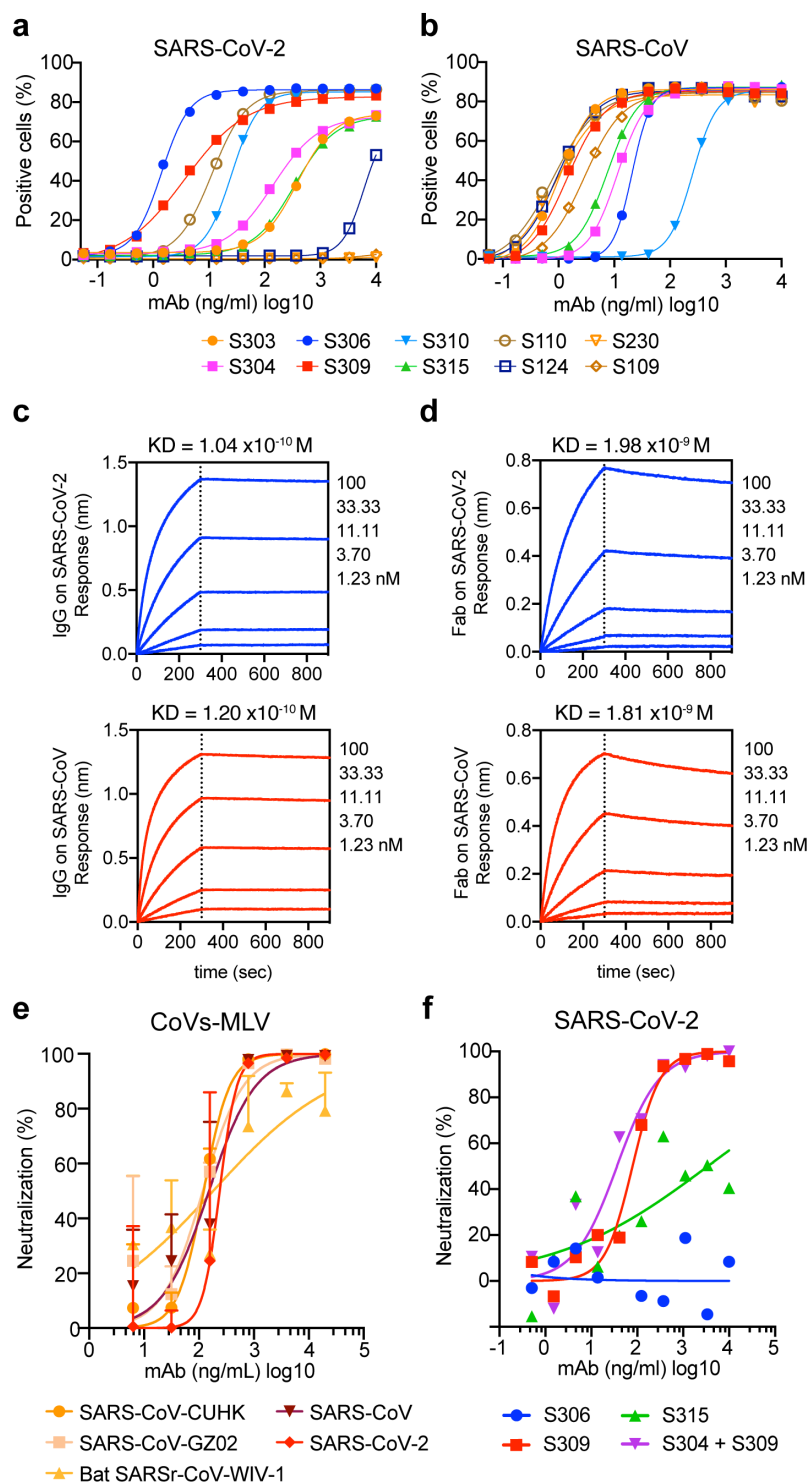 a
SARS-CoV-2
100
80
60
40
20
0
Positive cells (%)
-1 0 1 2 3 4
mAb (ng/ml) log10
b
SARS-CoV
100
80
60
40
20
0
Positive cells (%)
-1 0 1 2 3 4
mAb (ng/ml) log10
S303 S306 S310 S110 S230
S304 S309 S315 S124 S109
c
KD = 1.04 x10-10 M
1.5
1.0
0.5
0.0
IgG on SARS-CoV-2
Response (nm)
0 200 400 600 800
100
33.33
11.11
3.70
1.23 nM
d
KD = 1.98 x10-9 M
0.8
0.6
0.4
0.2
0.0
Fab on SARS-CoV-2
Response (nm)
0 200 400 600 800
100
33.33
11.11
3.70
1.23 nM
KD = 1.20 x10-10 M
1.5
1.0
0.5
0.0
IgG on SARS-CoV
Response (nm)
0 200 400 600 800
time (sec)
100
33.33
11.11
3.70
1.23 nM
KD = 1.81 x10-9 M
0.8
0.6
0.4
0.2
0.0
Fab on SARS-CoV
Response (nm)
0 200 400 600 800
time (sec)
100
33.33
11.11
3.70
1.23 nM
e
CoVs-MLV
100
80
60
40
20
0
Neutralization (%)
0 1 2 3 4 5
mAb (ng/mL) log10
SARS-CoV-CUHK SARS-CoV
SARS-CoV-GZ02 SARS-CoV-2
Bat SARSr-CoV-WIV-1
f
SARS-CoV-2
100
80
60
40
20
0
Neutralization (%)
-1 0 1 2 3 4 5
mAb (ng/ml) log10
S306 S315
S309 S304 + S309